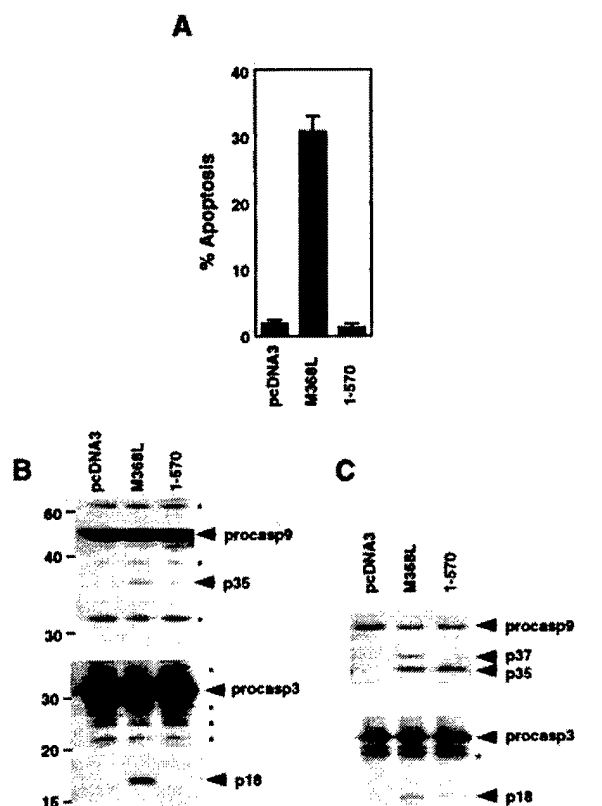 A
% Apoptosis
40
30
20
10
0
pcDNA3
M368L
1-570
B
pcDNA3
M368L
1-570
60
40
30
procasp9
p35
30
20
15
procasp3
p18
C
pcDNA3
M368L
1-570
procasp9
p37
p35
procasp3
*
p18